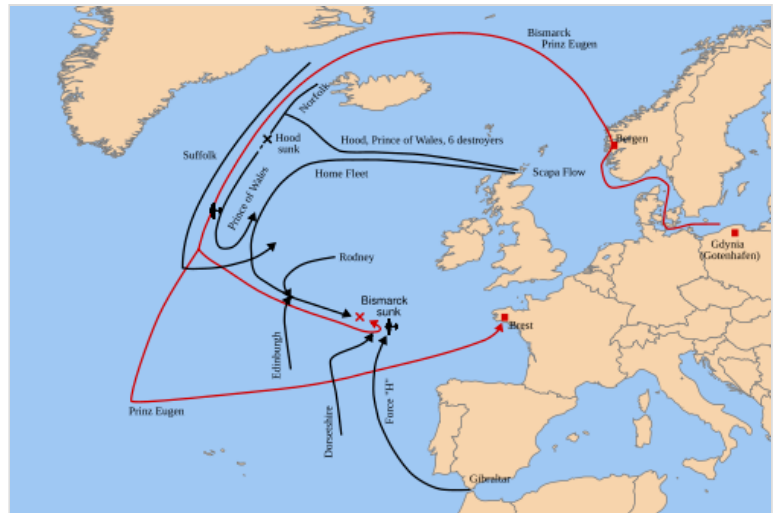 Bismarck
Prinz Eugen
Norfolk
Bergen
Hood
sunk
Hood, Prince of Wales, 6 destroyers
Suffolk
Home Fleet
Scapa Flow
Prince of Wales
Gdynia
(Gotenhafen)
Rodney
Bismarck
sunk
Brest
Edinburgh
Prinz Eugen
Dorsetshire
Force "H"
Gibraltar